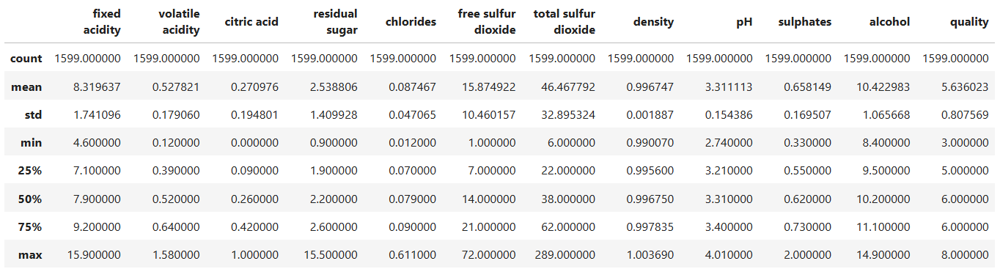 fixed acidity volatile acidity citric acid residual sugar chlorides free sulfur dioxide total sulfur dioxide density pH sulphates alcohol quality
count 1599.000000 1599.000000 1599.000000 1599.000000 1599.000000 1599.000000 1599.000000 1599.000000 1599.000000 1599.000000 1599.000000 1599.000000
mean 8.319637 0.527821 0.270976 2.538806 0.087467 15.874922 46.467792 0.996747 3.311113 0.658149 10.422983 5.636023
std 1.741096 0.179060 0.194801 1.409928 0.047065 10.460157 32.895324 0.001887 0.154386 0.169507 1.065668 0.807569
min 4.600000 0.120000 0.000000 0.900000 0.012000 1.000000 6.000000 0.990070 2.740000 0.330000 8.400000 3.000000
25% 7.100000 0.390000 0.090000 1.900000 0.070000 7.000000 22.000000 0.995600 3.210000 0.550000 9.500000 5.000000
50% 7.900000 0.520000 0.260000 2.200000 0.079000 14.000000 38.000000 0.996750 3.310000 0.620000 10.200000 6.000000
75% 9.200000 0.640000 0.420000 2.600000 0.090000 21.000000 62.000000 0.997835 3.400000 0.730000 11.100000 6.000000
max 15.900000 1.580000 1.000000 15.500000 0.611000 72.000000 289.000000 1.003690 4.010000 2.000000 14.900000 8.000000